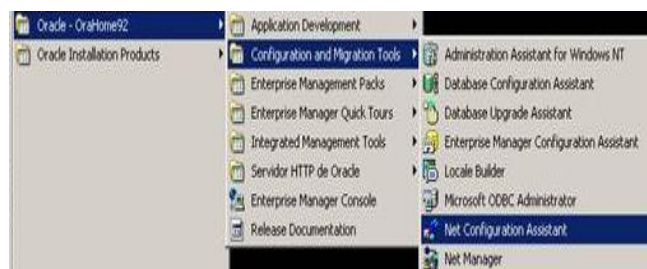 Oracle - OraHome92
Oracle Installation Products
Application Development
Configuration and Migration Tools
Enterprise Management Packs
Enterprise Manager Quick Tours
Integrated Management Tools
Servidor HTTP de Oracle
Enterprise Manager Console
Release Documentation
Administration Assistant for Windows NT
Database Configuration Assistant
Database Upgrade Assistant
Enterprise Manager Configuration Assistant
Locale Builder
Microsoft ODBC Administrator
Net Configuration Assistant
Net Manager